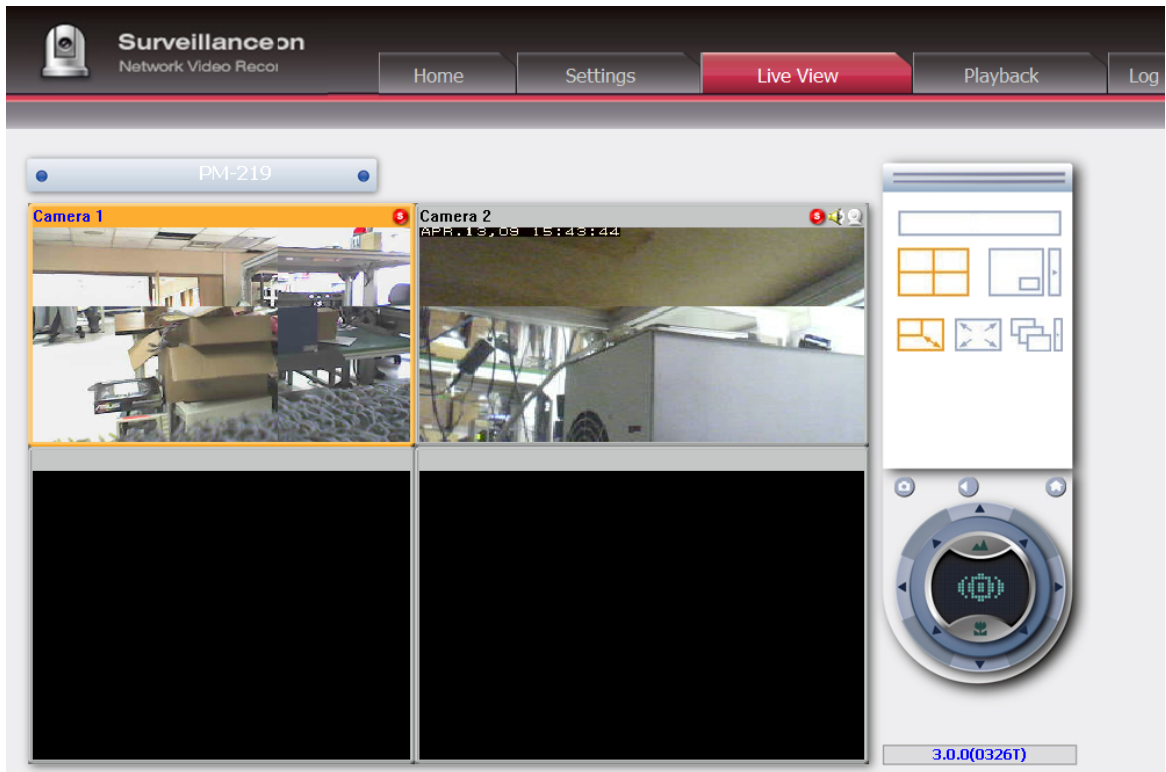 Surveillance on
Network Video Recor
Home
Settings
Live View
Playback
Log
PM-219
Camera 1
S
Camera 2
S
APR.13,09 15:43:44
3.0.0(0326T)